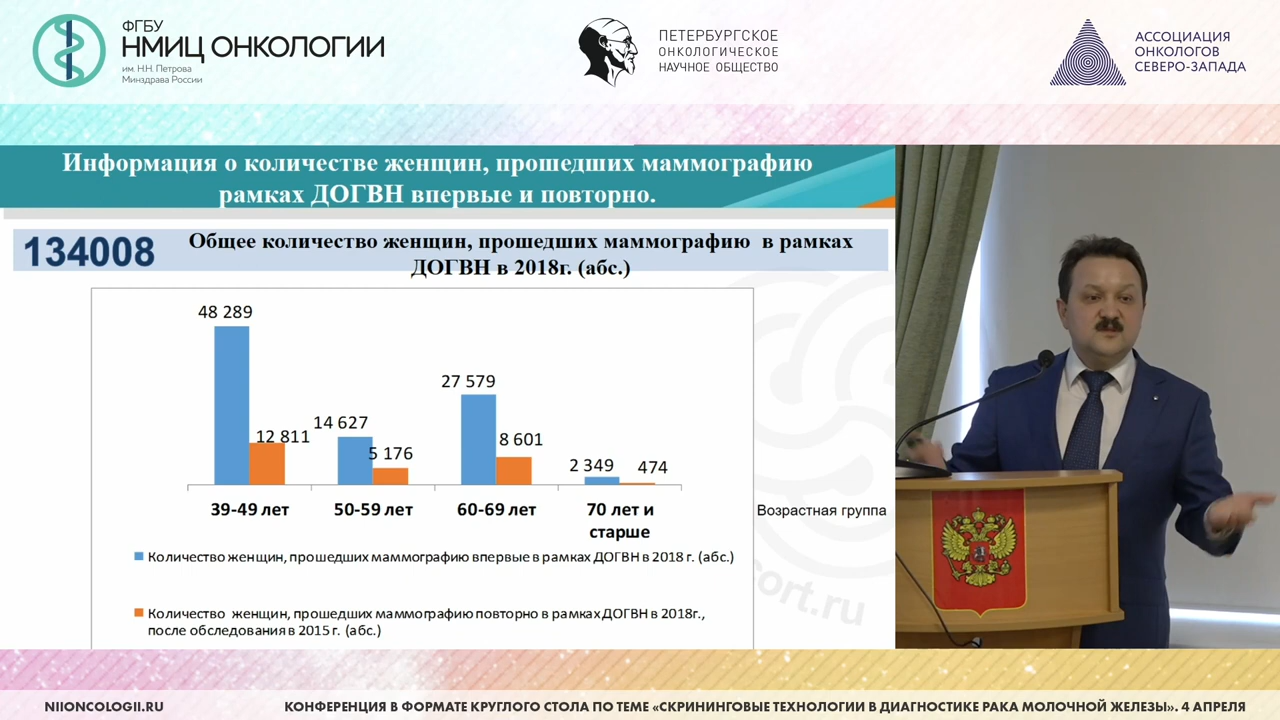 ФГБУ
НМИЦ ОНКОЛОГИИ
им. Н.Н. Петрова
Минздрава России
ПЕТЕРБУРГСКОЕ
ОНКОЛОГИЧЕСКОЕ
НАУЧНОЕ ОБЩЕСТВО
АССОЦИАЦИЯ
ОНКОЛОГОВ
СЕВЕРО-ЗАПАДА
Информация о количестве женщин, прошедших маммографию
рамках ДОГВН впервые и повторно.
134008
Общее количество женщин, прошедших маммографию в рамках
ДОГВН в 2018г. (абс.)
48 289
12 811
14 627
5 176
27 579
8 601
2 349
474
39-49 лет
50-59 лет
60-69 лет
70 лет и
старше
Возрастная группа
Количество женщин, прошедших маммографию впервые в рамках ДОГВН в 2018 г. (абс.)
Количество женщин, прошедших маммографию повторно в рамках ДОГВН в 2018г.,
после обследования в 2015 г. (абс.)
ort.ru
NIIONCOLOGII.RU
КОНФЕРЕНЦИЯ В ФОРМАТЕ КРУГЛОГО СТОЛА ПО ТЕМЕ «СКРИНИНГОВЫЕ ТЕХНОЛОГИИ В ДИАГНОСТИКЕ РАКА МОЛОЧНОЙ ЖЕЛЕЗЫ». 4 АПРЕЛЯ